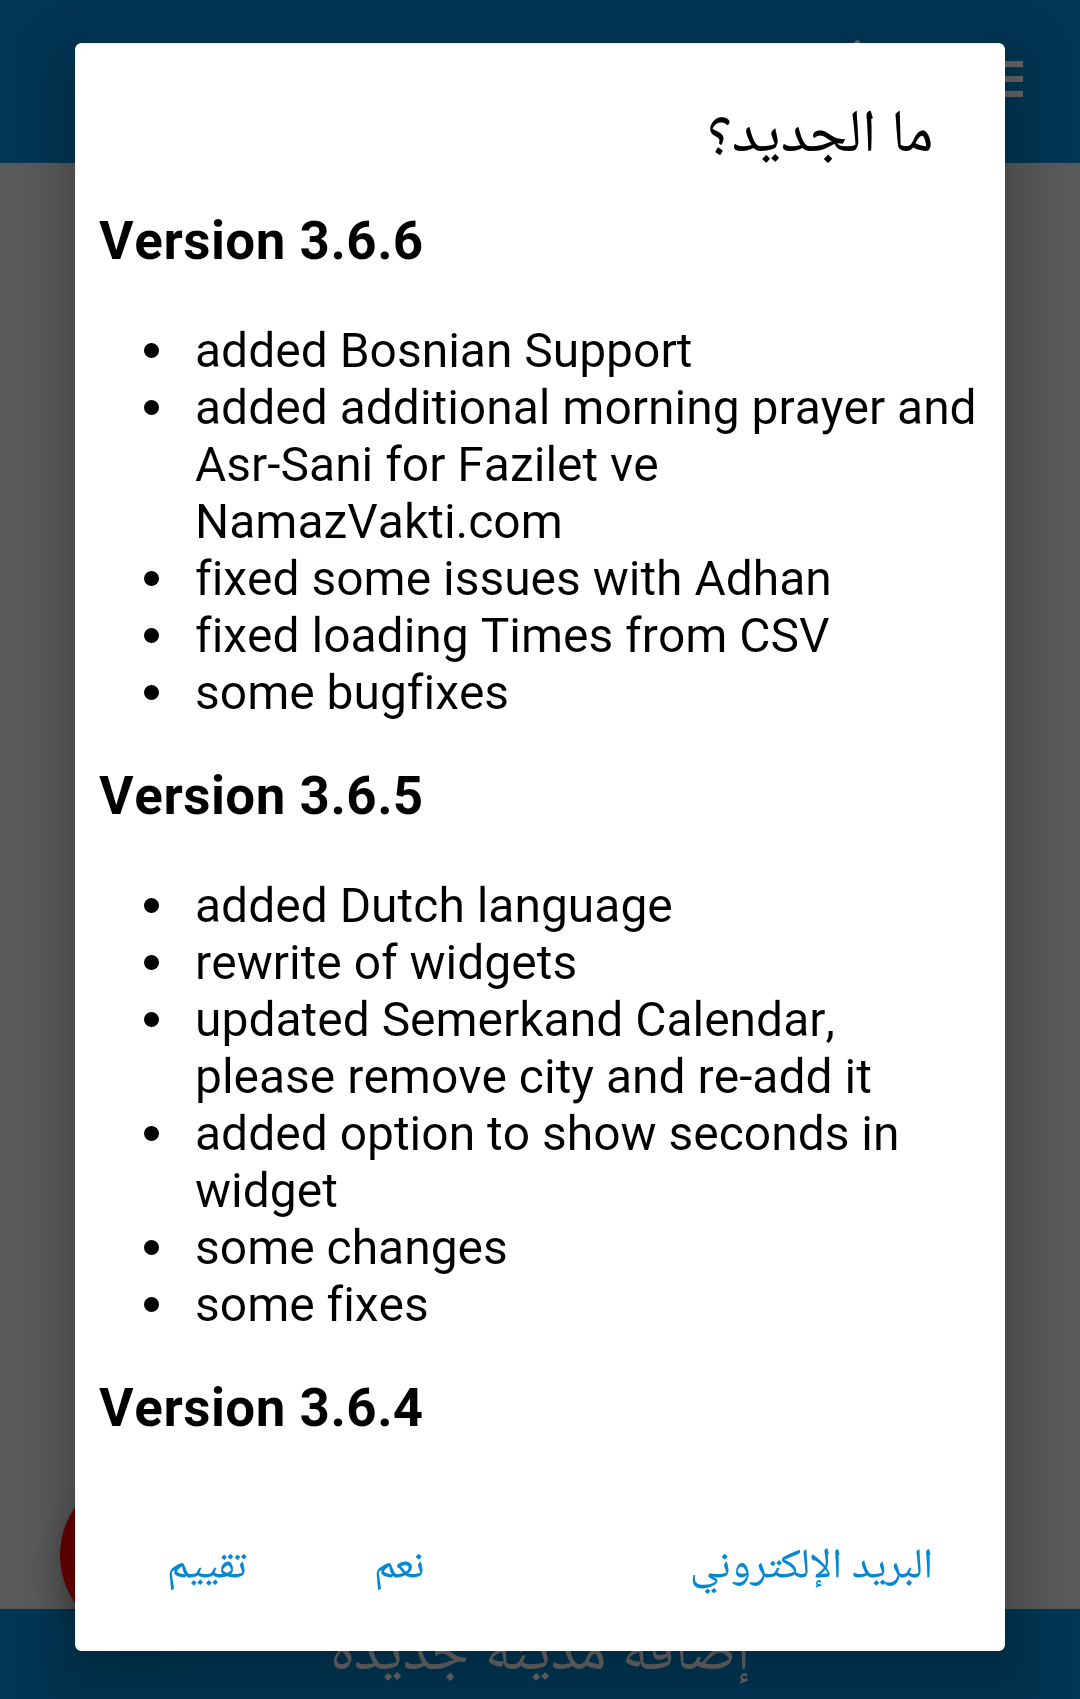 ما الجديد؟
Version 3.6.6
• added Bosnian Support
• added additional morning prayer and
Asr-Sani for Fazilet ve
NamazVakti.com
• fixed some issues with Adhan
• fixed loading Times from CSV
• some bugfixes
Version 3.6.5
• added Dutch language
• rewrite of widgets
• updated Semerkand Calendar,
please remove city and re-add it
• added option to show seconds in
widget
• some changes
• some fixes
Version 3.6.4
البريد الإلكتروني نعم تقييم
إضافة مدينة جديدة